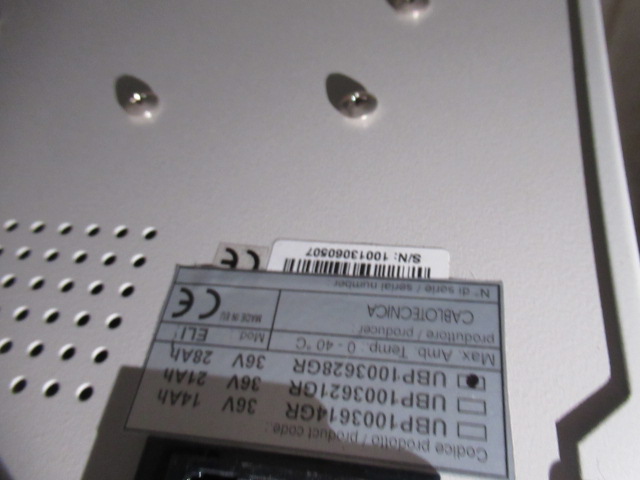 Codice prodotto / product code.:
UBP1003614GR 36V 14Ah
UBP1003621GR 36V 21Ah
UBP1003628GR 36V 28Ah
Max. Amb. Temp.: 0 - 40 °C Mod.: ELI
produttore / producer:
CABLOTECNICA
MADE IN EU CE
N° di serie / serial number
S/N: 10013060507
CE